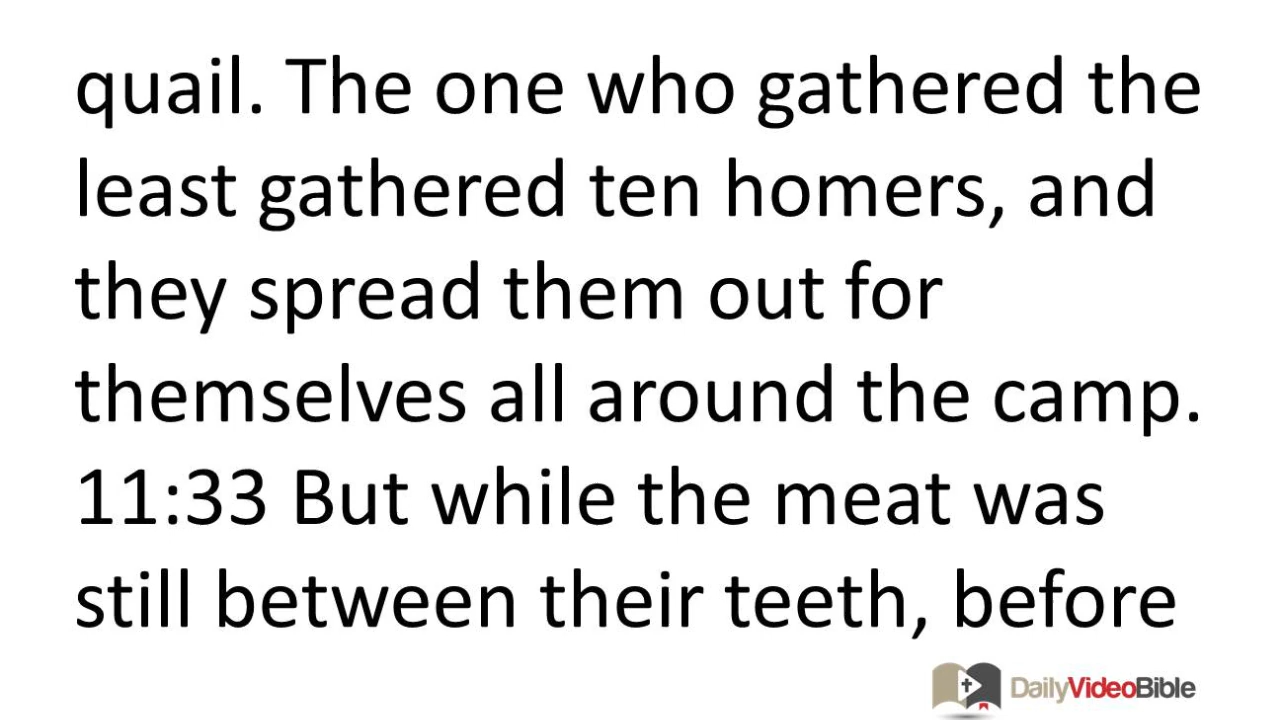 quail. The one who gathered the
least gathered ten homers, and
they spread them out for
themselves all around the camp.
11:33 But while the meat was
still between their teeth, before
DailyVideoBible